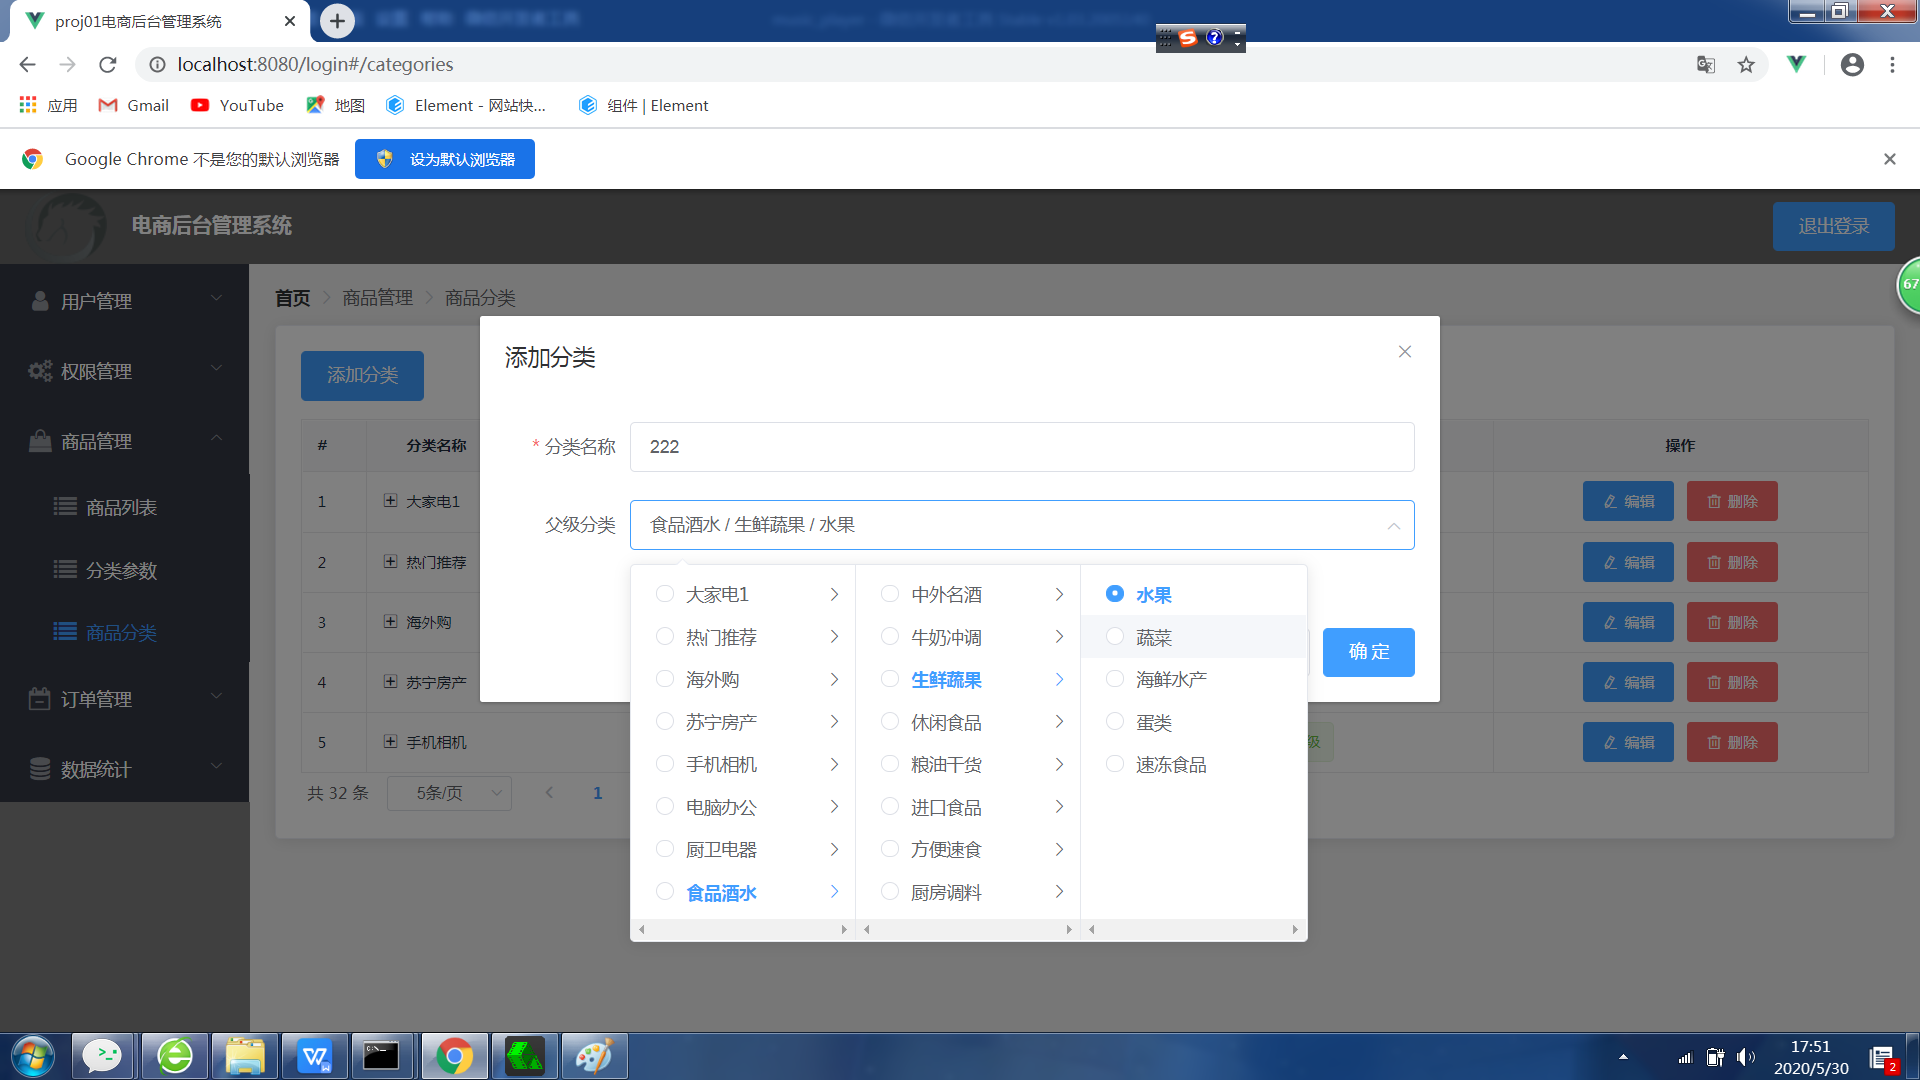 proj01电商后台管理系统
localhost:8080/login#/categories
应用 Gmail YouTube 地图 Element - 网站快... 组件 | Element
Google Chrome 不是您的默认浏览器 设为默认浏览器
电商后台管理系统 退出登录
67
用户管理
权限管理
商品管理
商品列表
分类参数
商品分类
订单管理
数据统计
首页 商品管理 商品分类
添加分类
# 分类名称 操作
1 大家电1 编辑 删除
2 热门推荐 编辑 删除
3 海外购 编辑 删除
4 苏宁房产 编辑 删除
5 手机相机 级 编辑 删除
共 32 条 5条/页 1
添加分类
* 分类名称 222
父级分类 食品酒水 / 生鲜蔬果 / 水果
确 定
大家电1 中外名酒 水果
热门推荐 牛奶冲调 蔬菜
海外购 生鲜蔬果 海鲜水产
苏宁房产 休闲食品 蛋类
手机相机 粮油干货 速冻食品
电脑办公 进口食品
厨卫电器 方便速食
食品酒水 厨房调料
17:51
2020/5/30
2